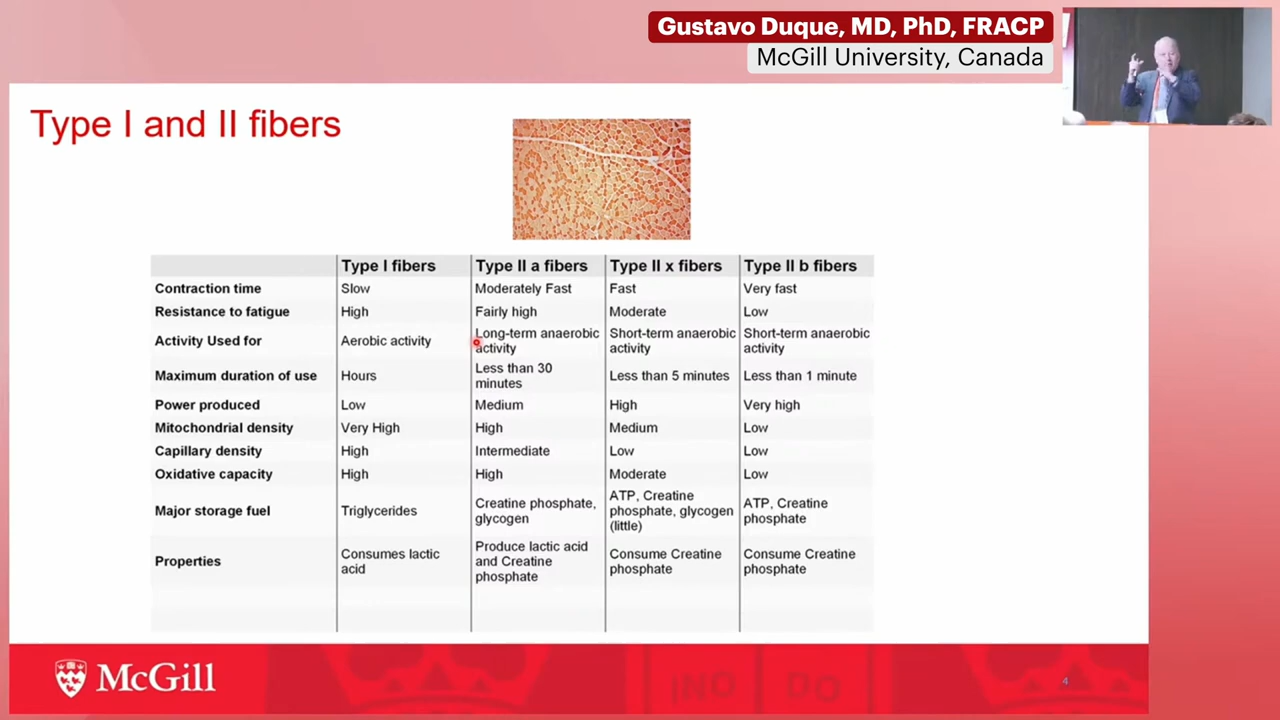 Gustavo Duque, MD, PhD, FRACP
McGill University, Canada
Type I and II fibers
Type I fibers Type II a fibers Type II x fibers Type II b fibers
Contraction time Slow Moderately Fast Fast Very fast
Resistance to fatigue High Fairly high Moderate Low
Activity Used for Aerobic activity Long-term anaerobic activity Short-term anaerobic activity Short-term anaerobic activity
Maximum duration of use Hours Less than 30 minutes Less than 5 minutes Less than 1 minute
Power produced Low Medium High Very high
Mitochondrial density Very High High Medium Low
Capillary density High Intermediate Low Low
Oxidative capacity High High Moderate Low
Major storage fuel Triglycerides Creatine phosphate, glycogen ATP, Creatine phosphate, glycogen (little) ATP, Creatine phosphate
Properties Consumes lactic acid Produce lactic acid and Creatine phosphate Consume Creatine phosphate Consume Creatine phosphate
McGill
INO DO
4